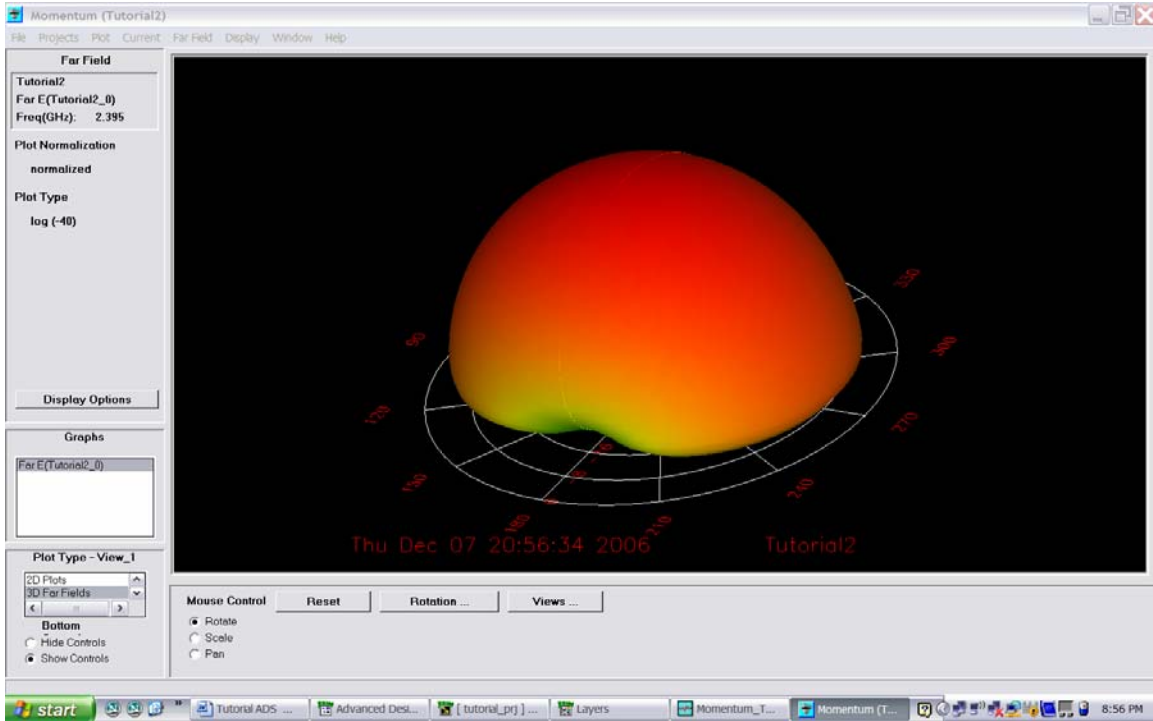 Momentum (Tutorial2)
File Projects Plot Current Far Field Display Window Help
Far Field
Tutorial2
Far E(Tutorial2_0)
Freq(GHz): 2.395
Plot Normalization
normalized
Plot Type
log (-40)
Display Options
Graphs
Far E(Tutorial2_0)
Plot Type - View_1
2D Plots
3D Far Fields
Bottom
Hide Controls
Show Controls
90
120
150
180
210
240
270
300
330
Thu Dec 07 20:56:34 2006
Tutorial2
Mouse Control
Reset
Rotation ...
Views ...
Rotate
Scale
Pan
start
Tutorial ADS ...
Advanced Desi...
[ tutorial_prj ] ...
Layers
Momentum_T...
Momentum (T...
8:56 PM